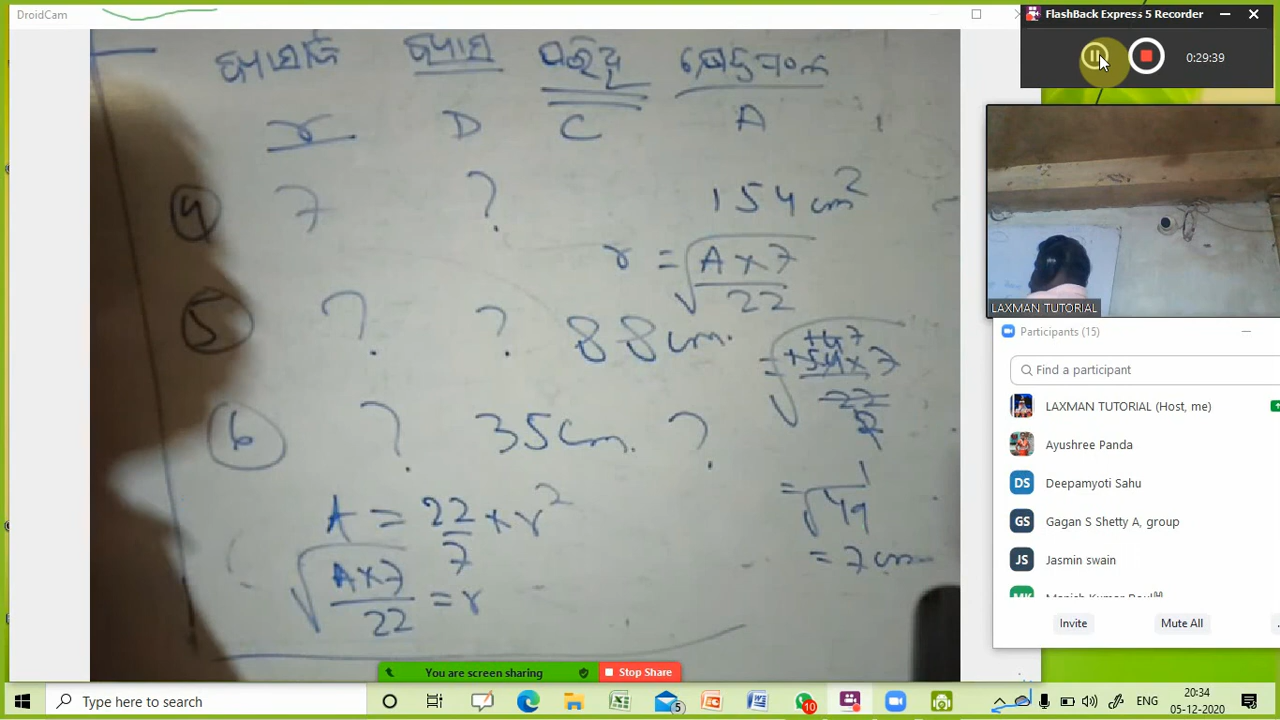 DroidCam
FlashBack Express 5 Recorder
0:29:39
ବ୍ୟାସାର୍ଦ୍ଧ ବ୍ୟାସ ପରିଧି କ୍ଷେତ୍ରଫଳ
r D C A
4 7 ? 154 cm²
r = √(A × 7 / 22)
5 ? ? 88 cm.
6 ? 35 cm. ?
= √49
= 7 cm
A = 22/7 × r²
√(A × 7 / 22) = r
LAXMAN TUTORIAL
Participants (15)
Find a participant
LAXMAN TUTORIAL (Host, me)
Ayushree Panda
DS Deepamyoti Sahu
GS Gagan S Shetty A, group
JS Jasmin swain
Invite Mute All
You are screen sharing Stop Share
Type here to search
10
5
ENG
20:34
05-12-2020